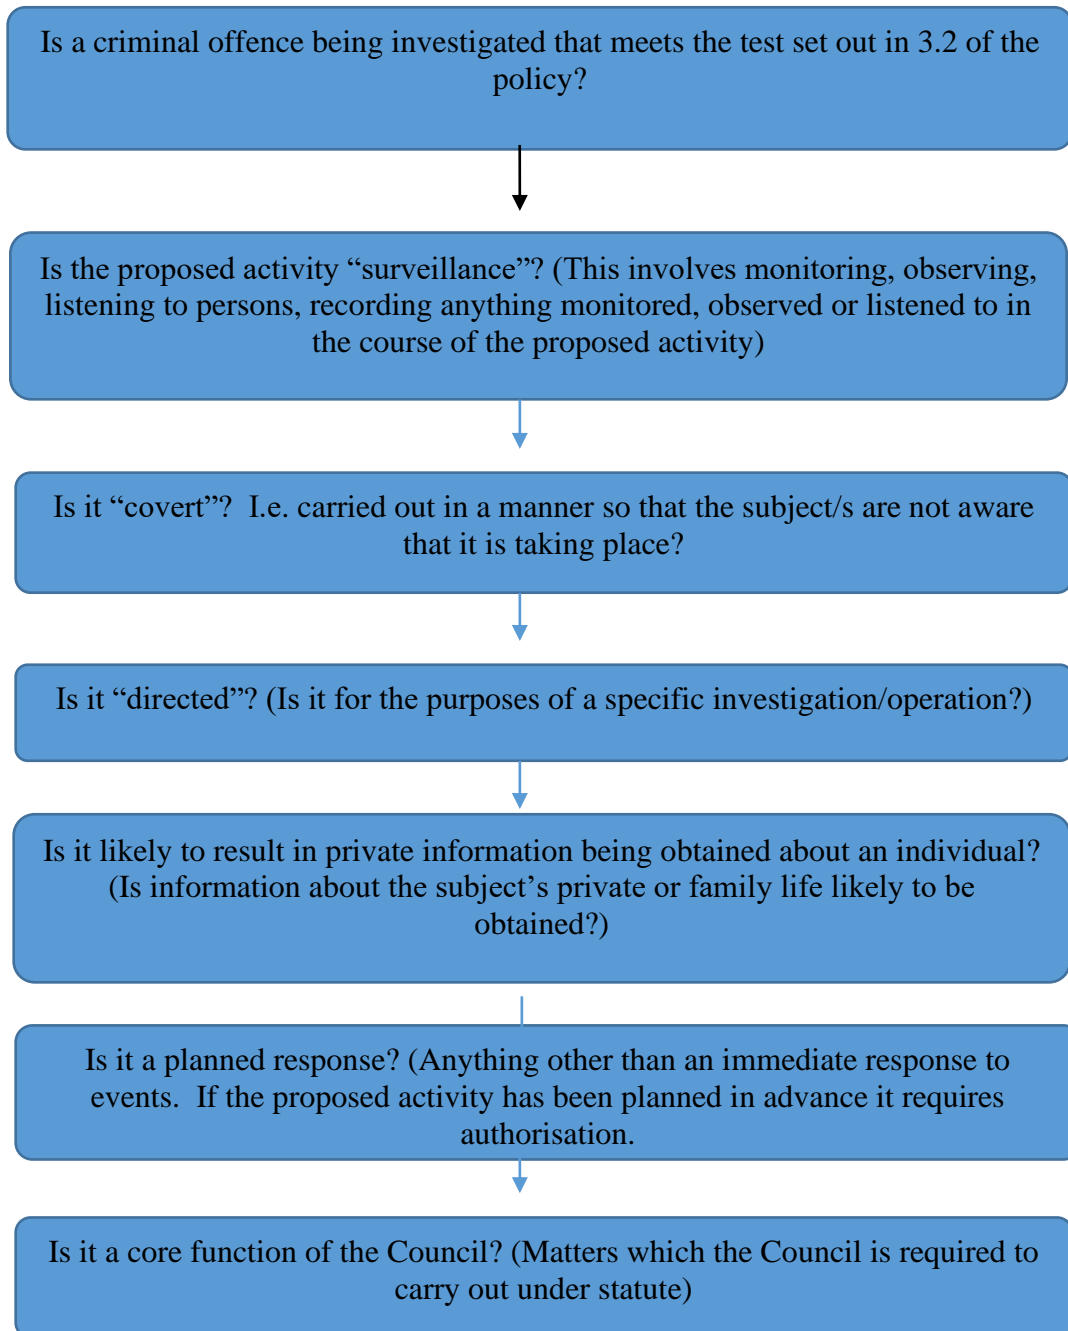 Is a criminal offence being investigated that meets the test set out in 3.2 of the
policy?
Is the proposed activity “surveillance”? (This involves monitoring, observing,
listening to persons, recording anything monitored, observed or listened to in
the course of the proposed activity)
Is it “covert”?  I.e. carried out in a manner so that the subject/s are not aware
that it is taking place?
Is it “directed”? (Is it for the purposes of a specific investigation/operation?)
Is it likely to result in private information being obtained about an individual?
(Is information about the subject’s private or family life likely to be
obtained?)
Is it a planned response? (Anything other than an immediate response to
events.  If the proposed activity has been planned in advance it requires
authorisation.
Is it a core function of the Council? (Matters which the Council is required to
carry out under statute)